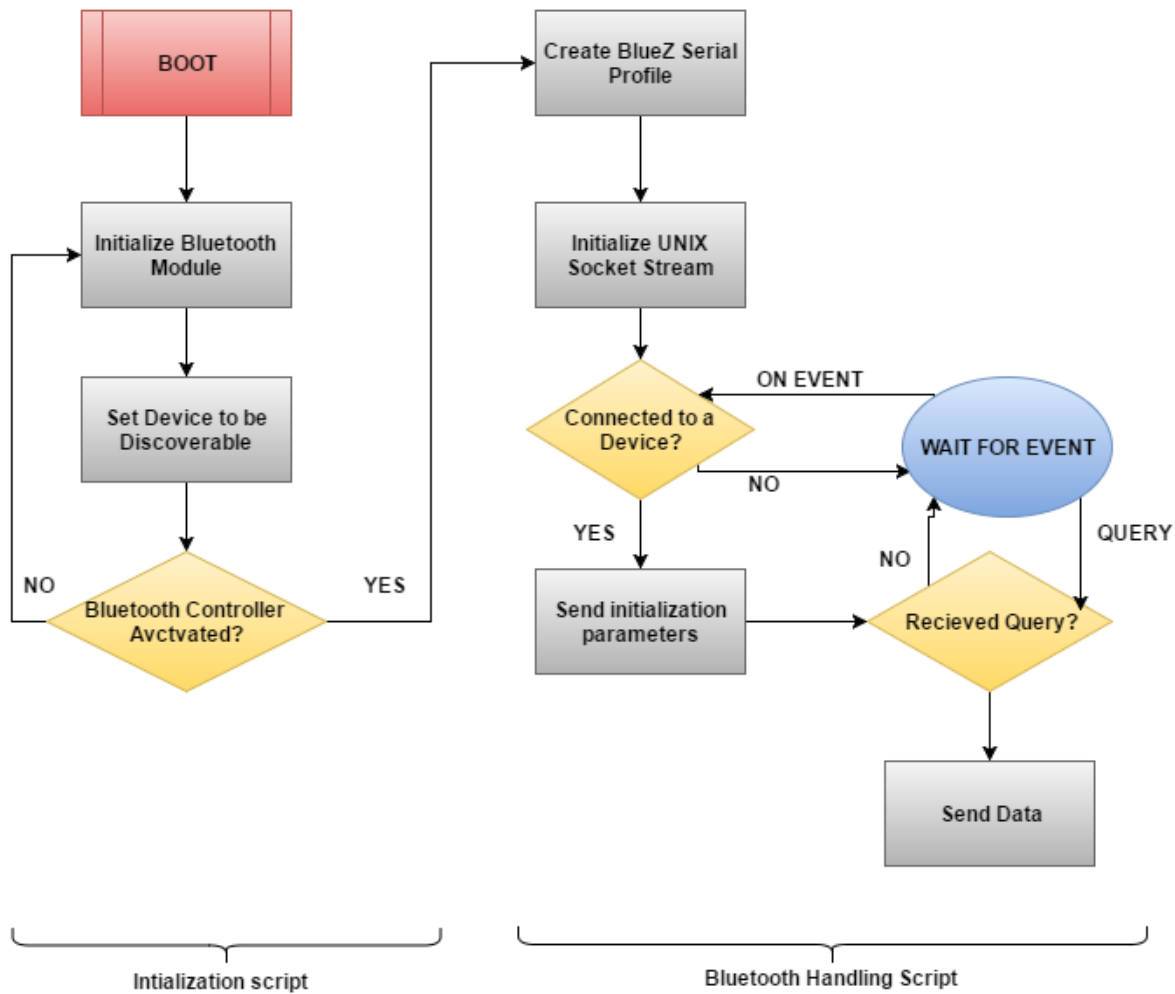 BOOT
Initialize Bluetooth
Module
Set Device to be
Discoverable
NO
Bluetooth Controller
Avctvated?
YES
Create BlueZ Serial
Profile
Initialize UNIX
Socket Stream
ON EVENT
Connected to a
Device?
WAIT FOR EVENT
NO
YES
QUERY
NO
Send initialization
parameters
Recieved Query?
Send Data
Intialization script
Bluetooth Handling Script